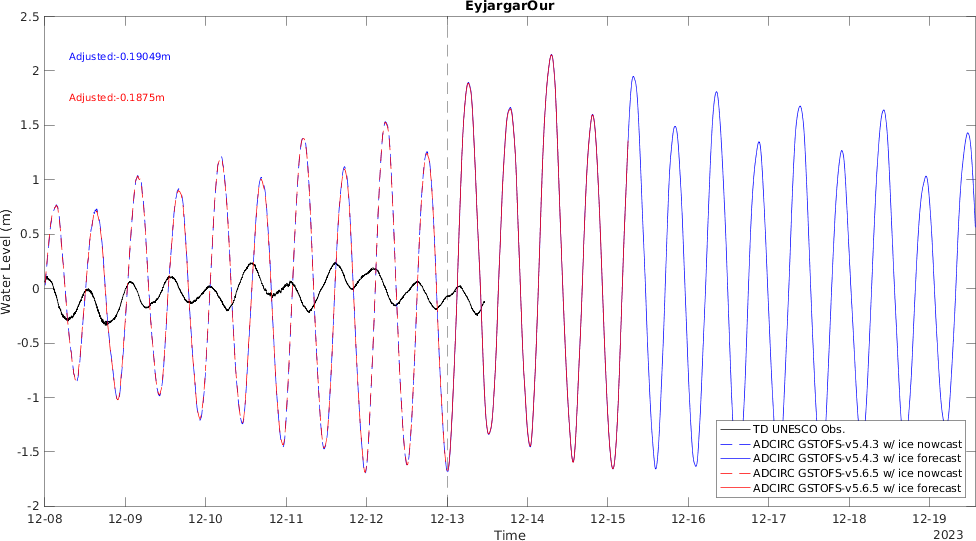 EyjargarOur
2.5
2
1.5
1
0.5
0
-0.5
-1
-1.5
-2
Water Level (m)
Adjusted:-0.19049m
Adjusted:-0.1875m
TD UNESCO Obs.
ADCIRC GSTOFS-v5.4.3 w/ ice nowcast
ADCIRC GSTOFS-v5.4.3 w/ ice forecast
ADCIRC GSTOFS-v5.6.5 w/ ice nowcast
ADCIRC GSTOFS-v5.6.5 w/ ice forecast
12-08 12-09 12-10 12-11 12-12 12-13 12-14 12-15 12-16 12-17 12-18 12-19
Time
2023